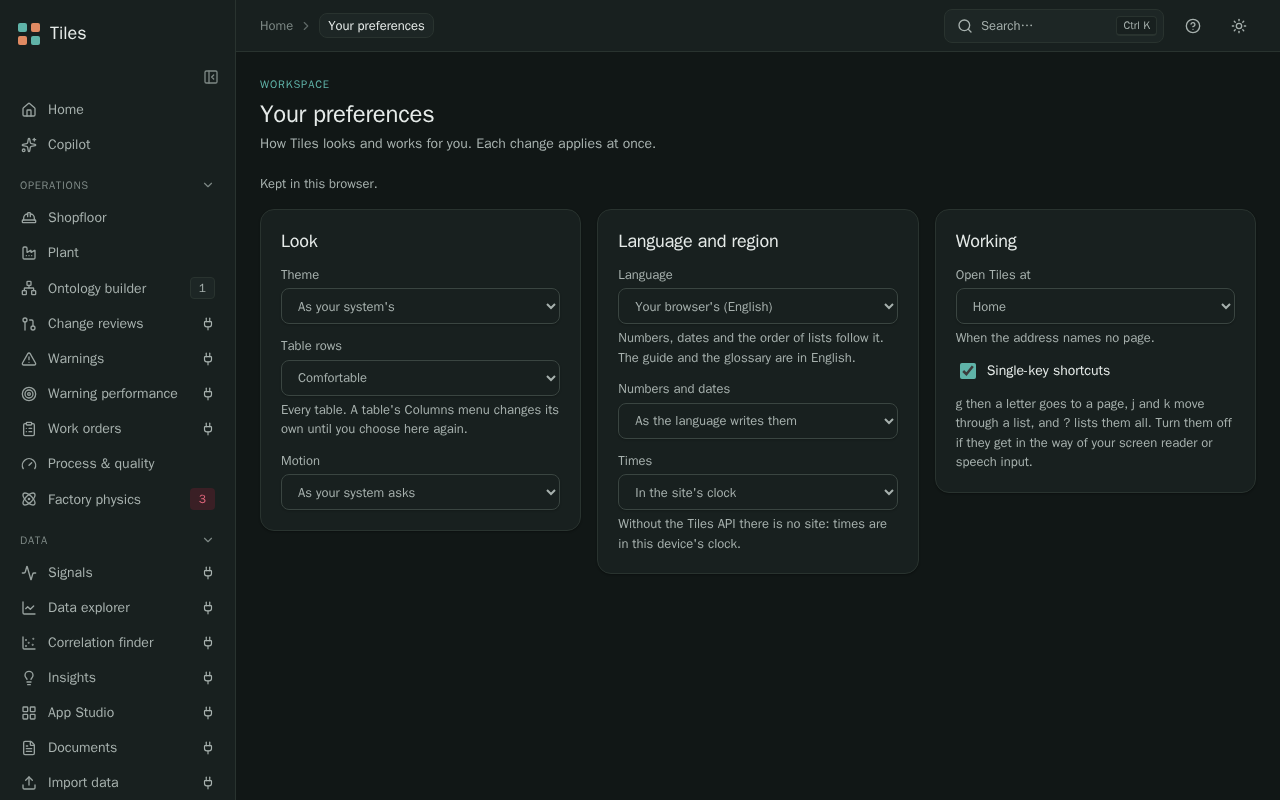 Tiles
Home
Copilot
OPERATIONS
Shopfloor
Plant
Ontology builder
1
Change reviews
Warnings
Warning performance
Work orders
Process & quality
Factory physics
3
DATA
Signals
Data explorer
Correlation finder
Insights
App Studio
Documents
Import data
Home
Your preferences
Search…
Ctrl K
WORKSPACE
Your preferences
How Tiles looks and works for you. Each change applies at once.
Kept in this browser.
Look
Theme
As your system's
Table rows
Comfortable
Every table. A table's Columns menu changes its
own until you choose here again.
Motion
As your system asks
Language and region
Language
Your browser's (English)
Numbers, dates and the order of lists follow it.
The guide and the glossary are in English.
Numbers and dates
As the language writes them
Times
In the site's clock
Without the Tiles API there is no site: times are
in this device's clock.
Working
Open Tiles at
Home
When the address names no page.
Single-key shortcuts
g then a letter goes to a page, j and k move
through a list, and ? lists them all. Turn them off
if they get in the way of your screen reader or
speech input.